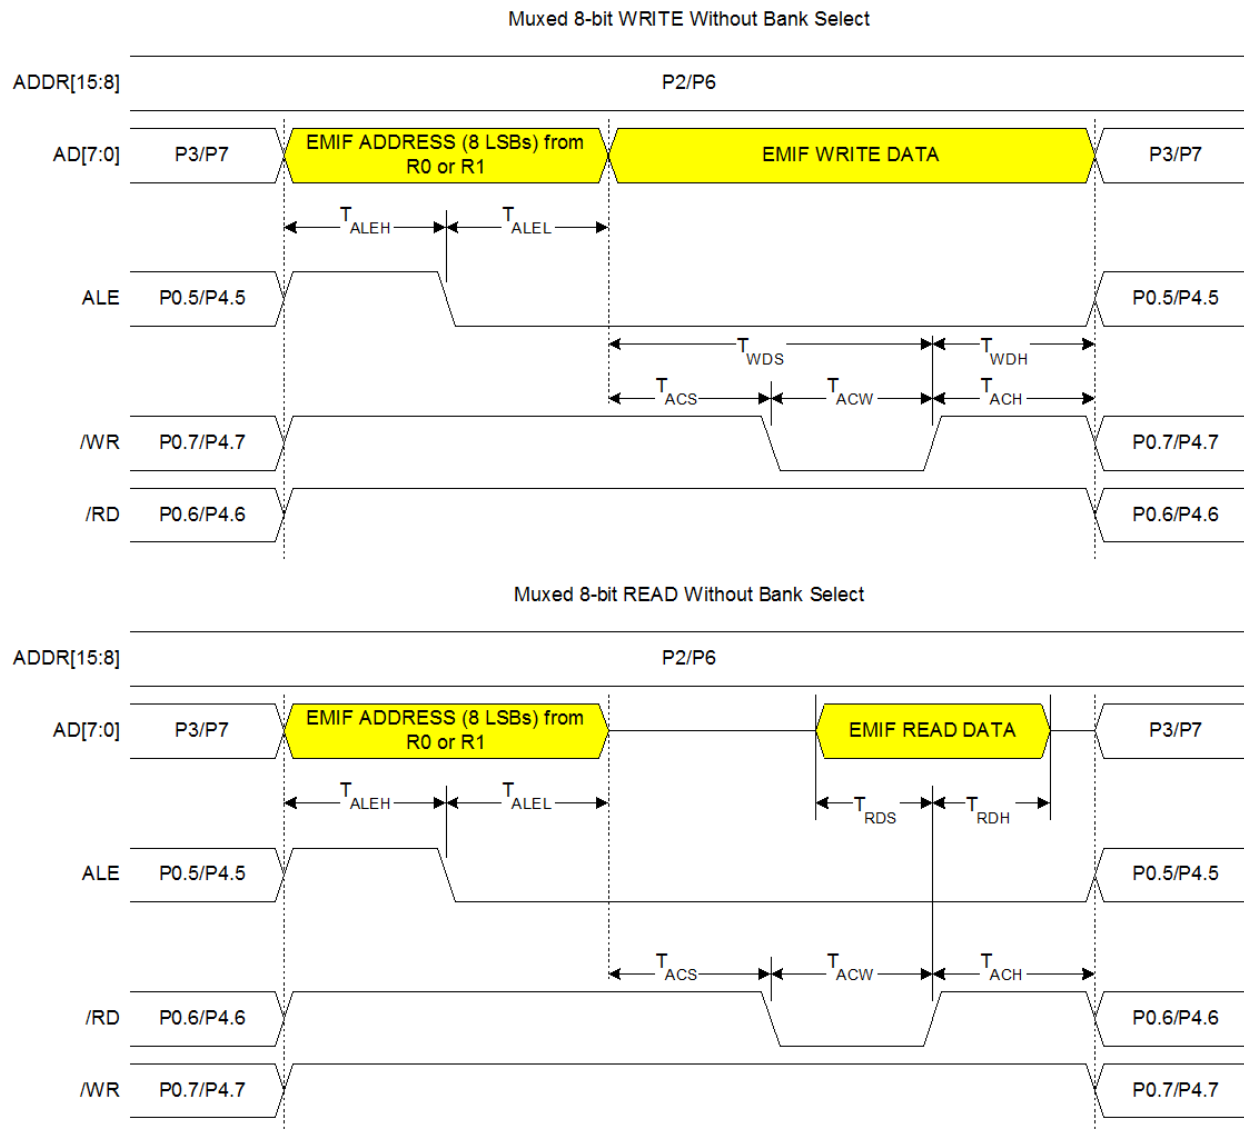 Muxed 8-bit WRITE Without Bank Select
ADDR[15:8] P2/P6
AD[7:0] P3/P7 EMIF ADDRESS (8 LSBs) from R0 or R1 EMIF WRITE DATA P3/P7
TALEH TALEL
ALE P0.5/P4.5 P0.5/P4.5
TWDS TWDH
TACS TACW TACH
/WR P0.7/P4.7 P0.7/P4.7
/RD P0.6/P4.6 P0.6/P4.6
Muxed 8-bit READ Without Bank Select
ADDR[15:8] P2/P6
AD[7:0] P3/P7 EMIF ADDRESS (8 LSBs) from R0 or R1 EMIF READ DATA P3/P7
TALEH TALEL TRDS TRDH
ALE P0.5/P4.5 P0.5/P4.5
TACS TACW TACH
/RD P0.6/P4.6 P0.6/P4.6
/WR P0.7/P4.7 P0.7/P4.7